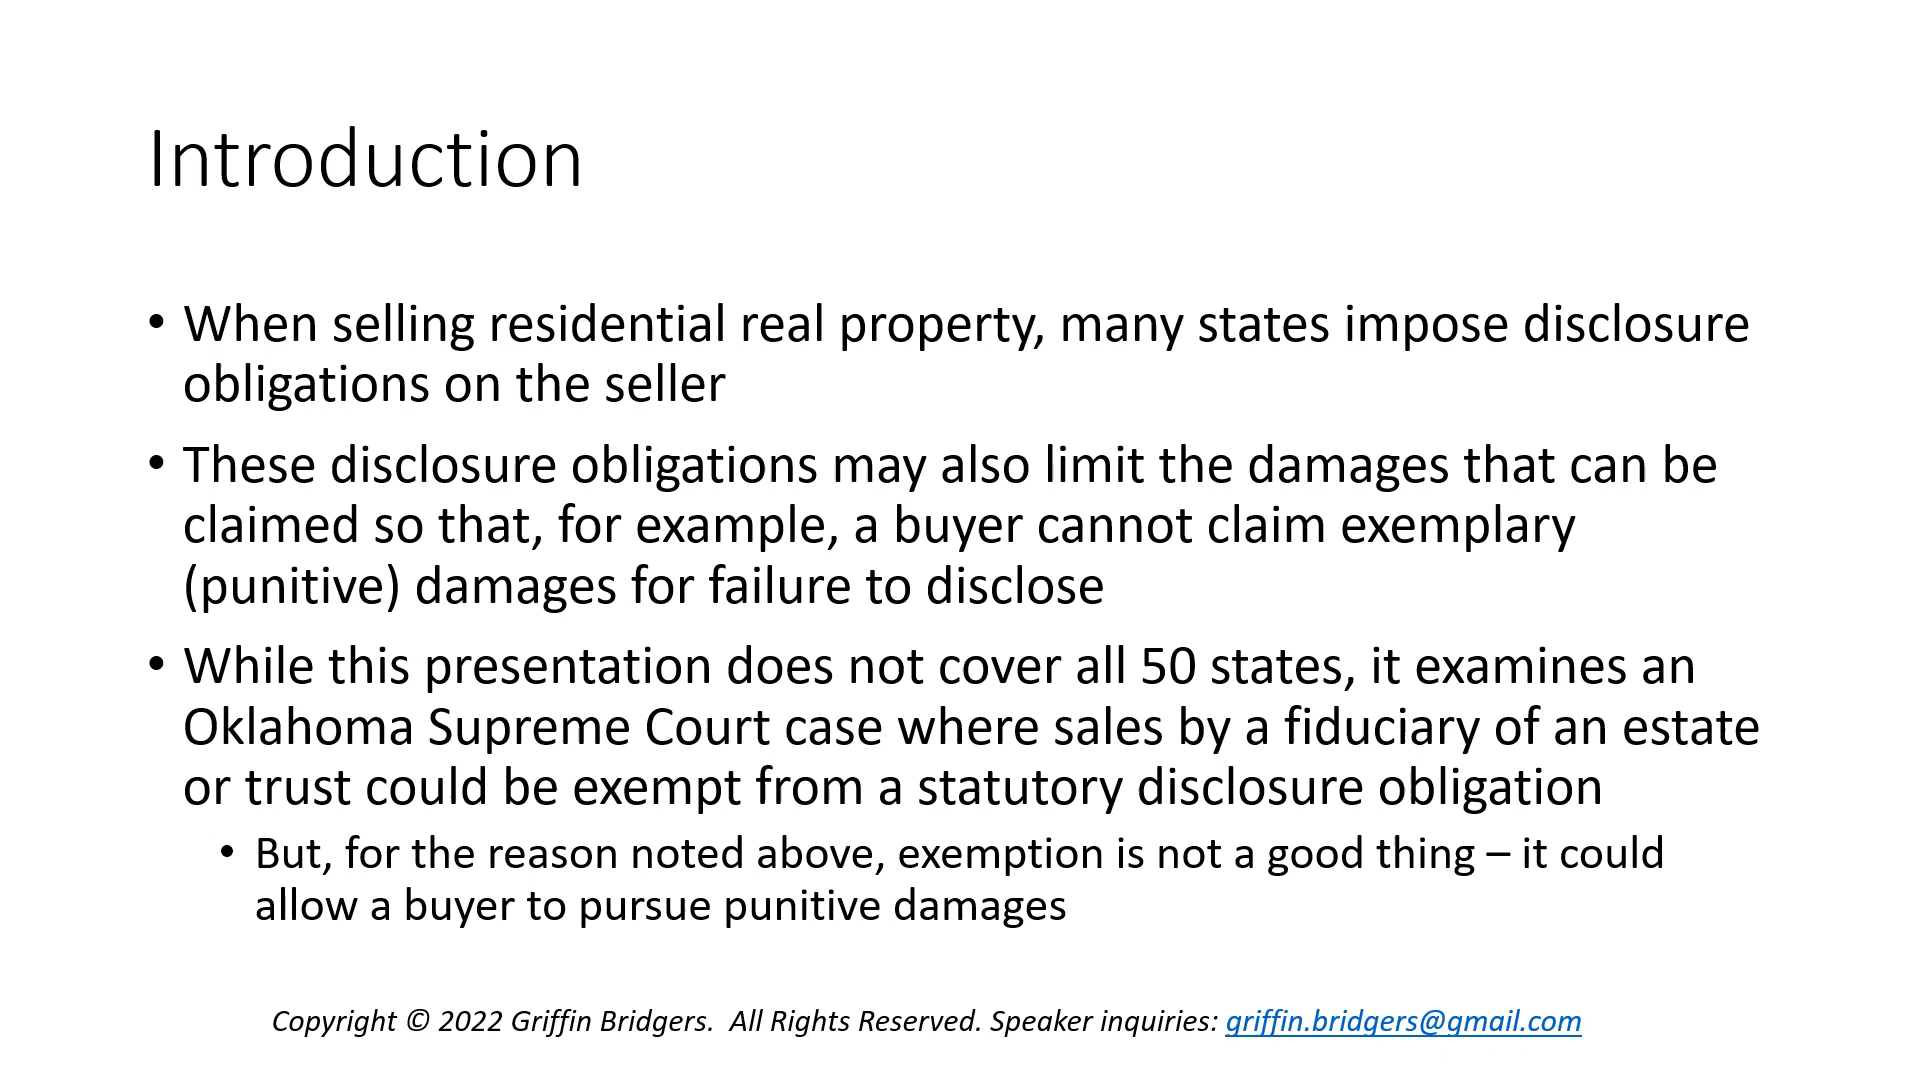 Introduction
• When selling residential real property, many states impose disclosure
obligations on the seller
• These disclosure obligations may also limit the damages that can be
claimed so that, for example, a buyer cannot claim exemplary
(punitive) damages for failure to disclose
• While this presentation does not cover all 50 states, it examines an
Oklahoma Supreme Court case where sales by a fiduciary of an estate
or trust could be exempt from a statutory disclosure obligation
• But, for the reason noted above, exemption is not a good thing – it could
allow a buyer to pursue punitive damages
Copyright © 2022 Griffin Bridgers.  All Rights Reserved. Speaker inquiries: griffin.bridgers@gmail.com